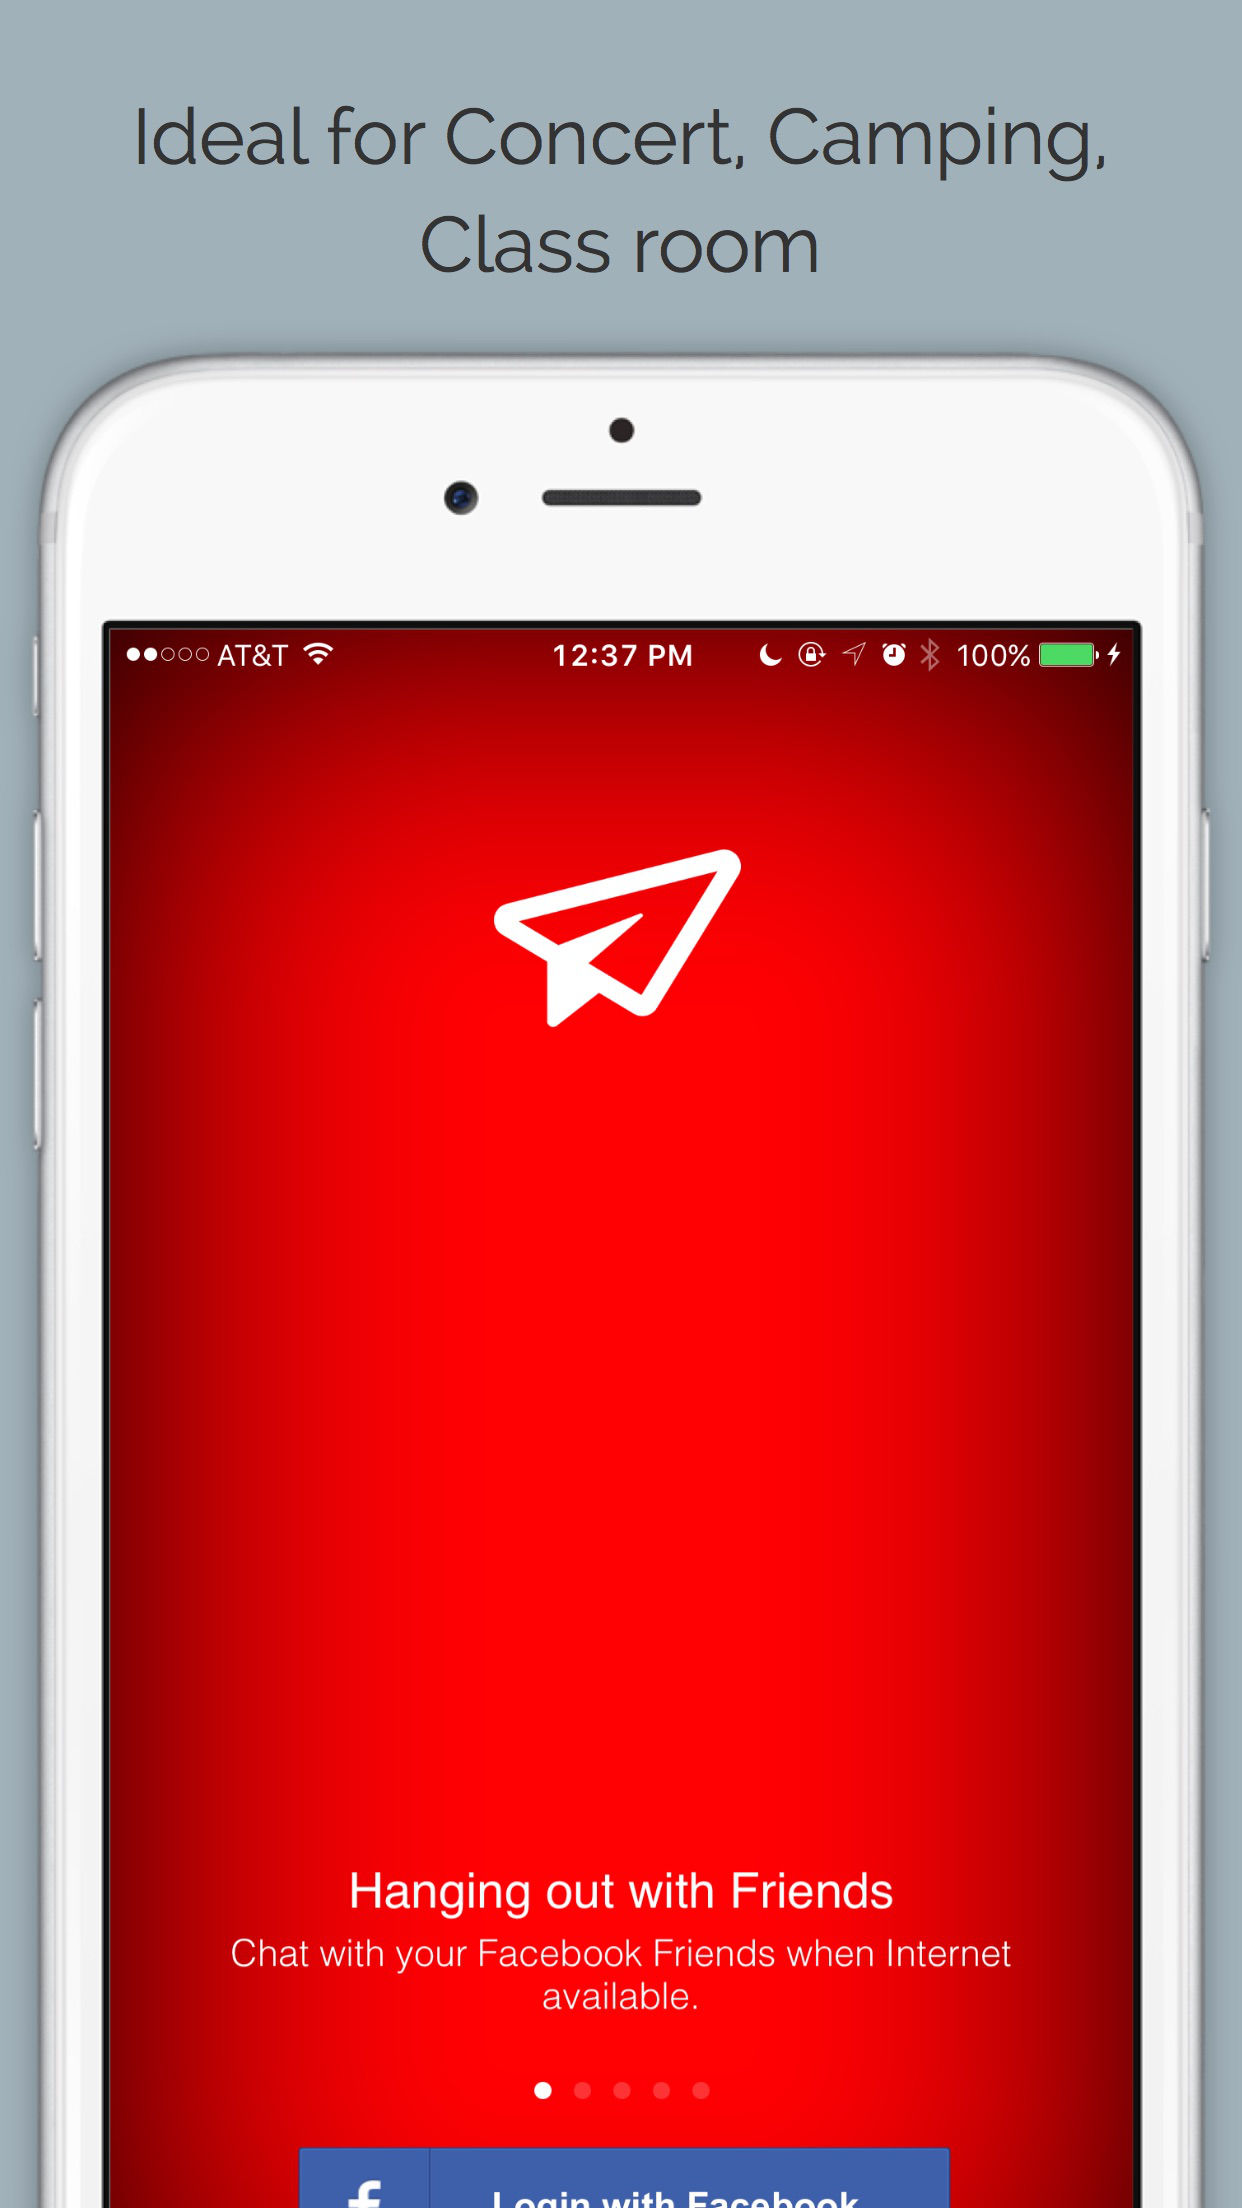 Ideal for Concert, Camping,
Class room
AT&T 12:37 PM 100%
Hanging out with Friends
Chat with your Facebook Friends when Internet
available.
f Login with Facebook